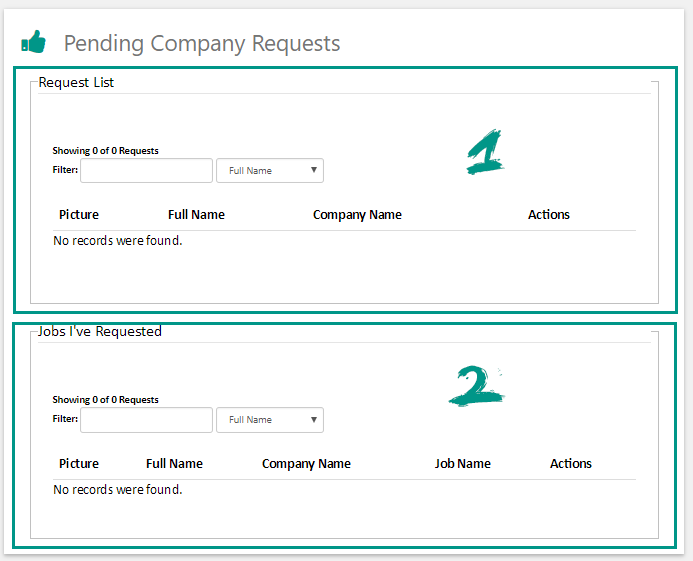 Pending Company Requests
Request List
1
Showing 0 of 0 Requests
Filter: Full Name ▼
Picture Full Name Company Name Actions
No records were found.
Jobs I've Requested
2
Showing 0 of 0 Requests
Filter: Full Name ▼
Picture Full Name Company Name Job Name Actions
No records were found.